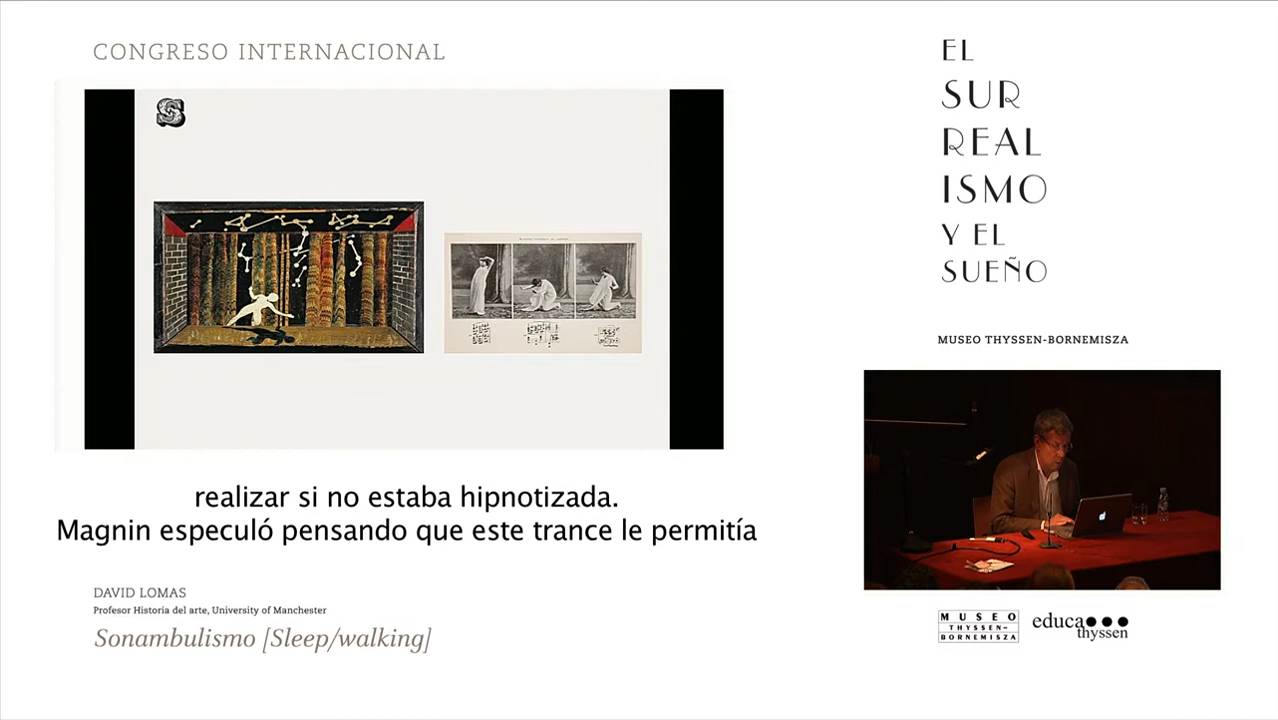 CONGRESO INTERNACIONAL
S
EL
SUR
REAL
ISMO
Y EL
SUEÑO
MUSEO THYSSEN-BORNEMISZA
realizar si no estaba hipnotizada.
Magnin especuló pensando que este trance le permitía
DAVID LOMAS
Profesor Historia del arte, University of Manchester
Sonambulismo [Sleep/walking]
MUSEO
THYSSEN-
BORNEMISZA
educa
thyssen